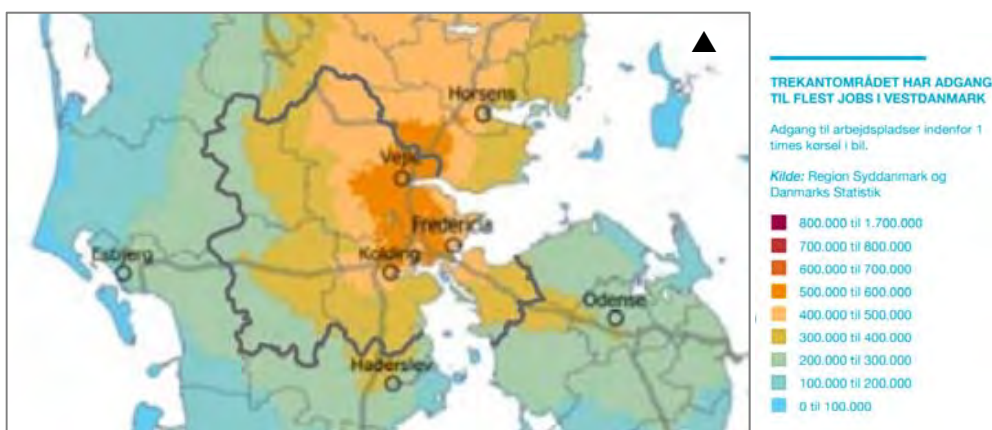 Horsens
Vejle
Fredericia
Kolding
Esbjerg
Odense
Haderslev
TREKANTOMRÅDET HAR ADGANG
TIL FLEST JOBS I VESTDANMARK
Adgang til arbejdspladser indenfor 1
times kørsel i bil.
Kilde: Region Syddanmark og
Danmarks Statistik
800.000 til 1.700.000
700.000 til 800.000
600.000 til 700.000
500.000 til 600.000
400.000 til 500.000
300.000 til 400.000
200.000 til 300.000
100.000 til 200.000
0 til 100.000